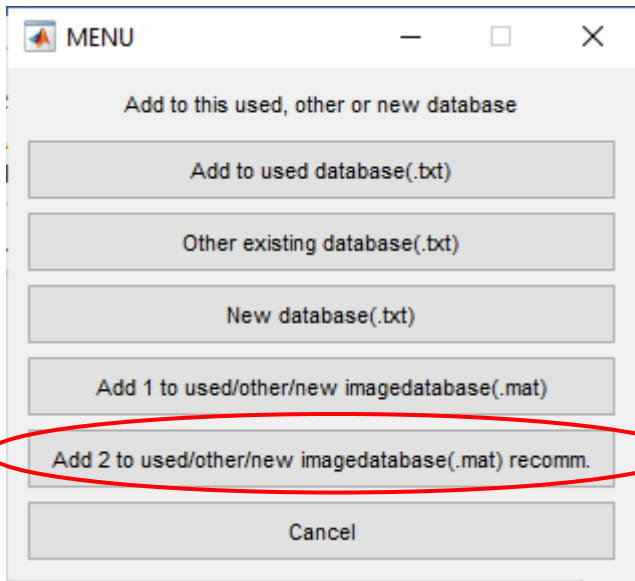 MENU
Add to this used, other or new database
Add to used database(.txt)
Other existing database(.txt)
New database(.txt)
Add 1 to used/other/new imagedatabase(.mat)
Add 2 to used/other/new imagedatabase(.mat) recomm.
Cancel